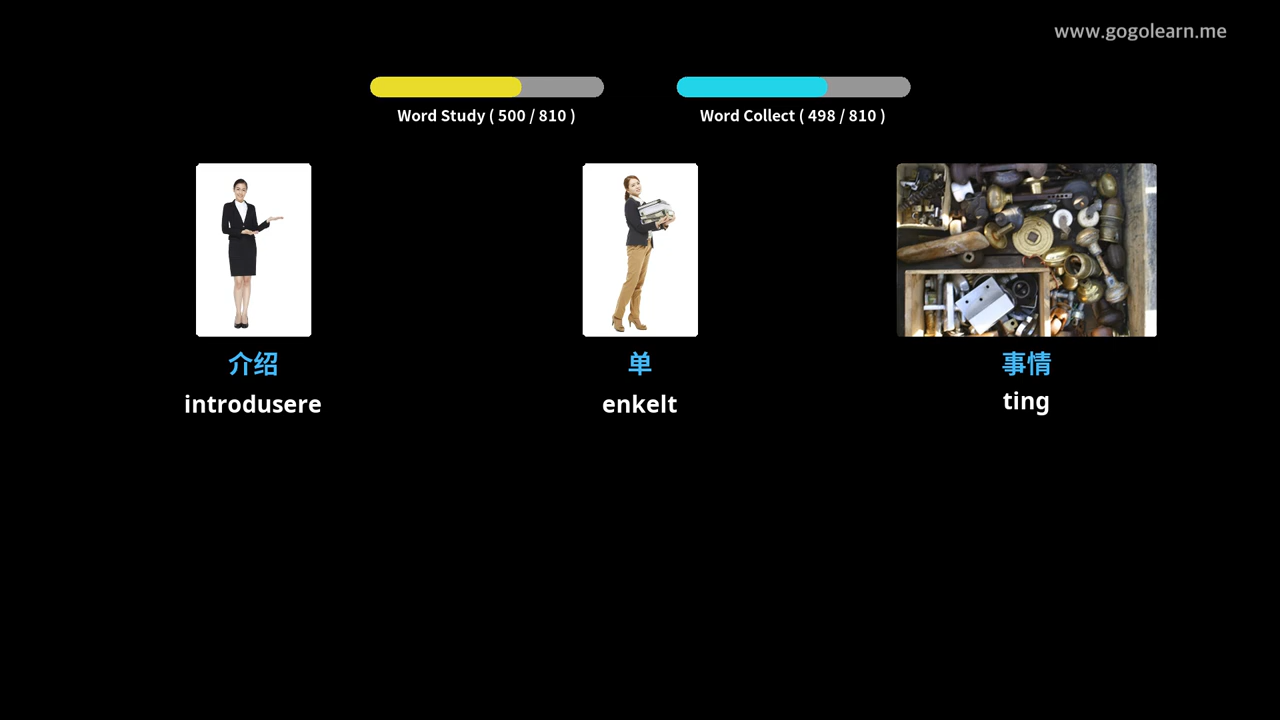 www.gogolearn.me
Word Study ( 500 / 810 )
Word Collect ( 498 / 810 )
介绍
单
事情
introdusere
enkelt
ting